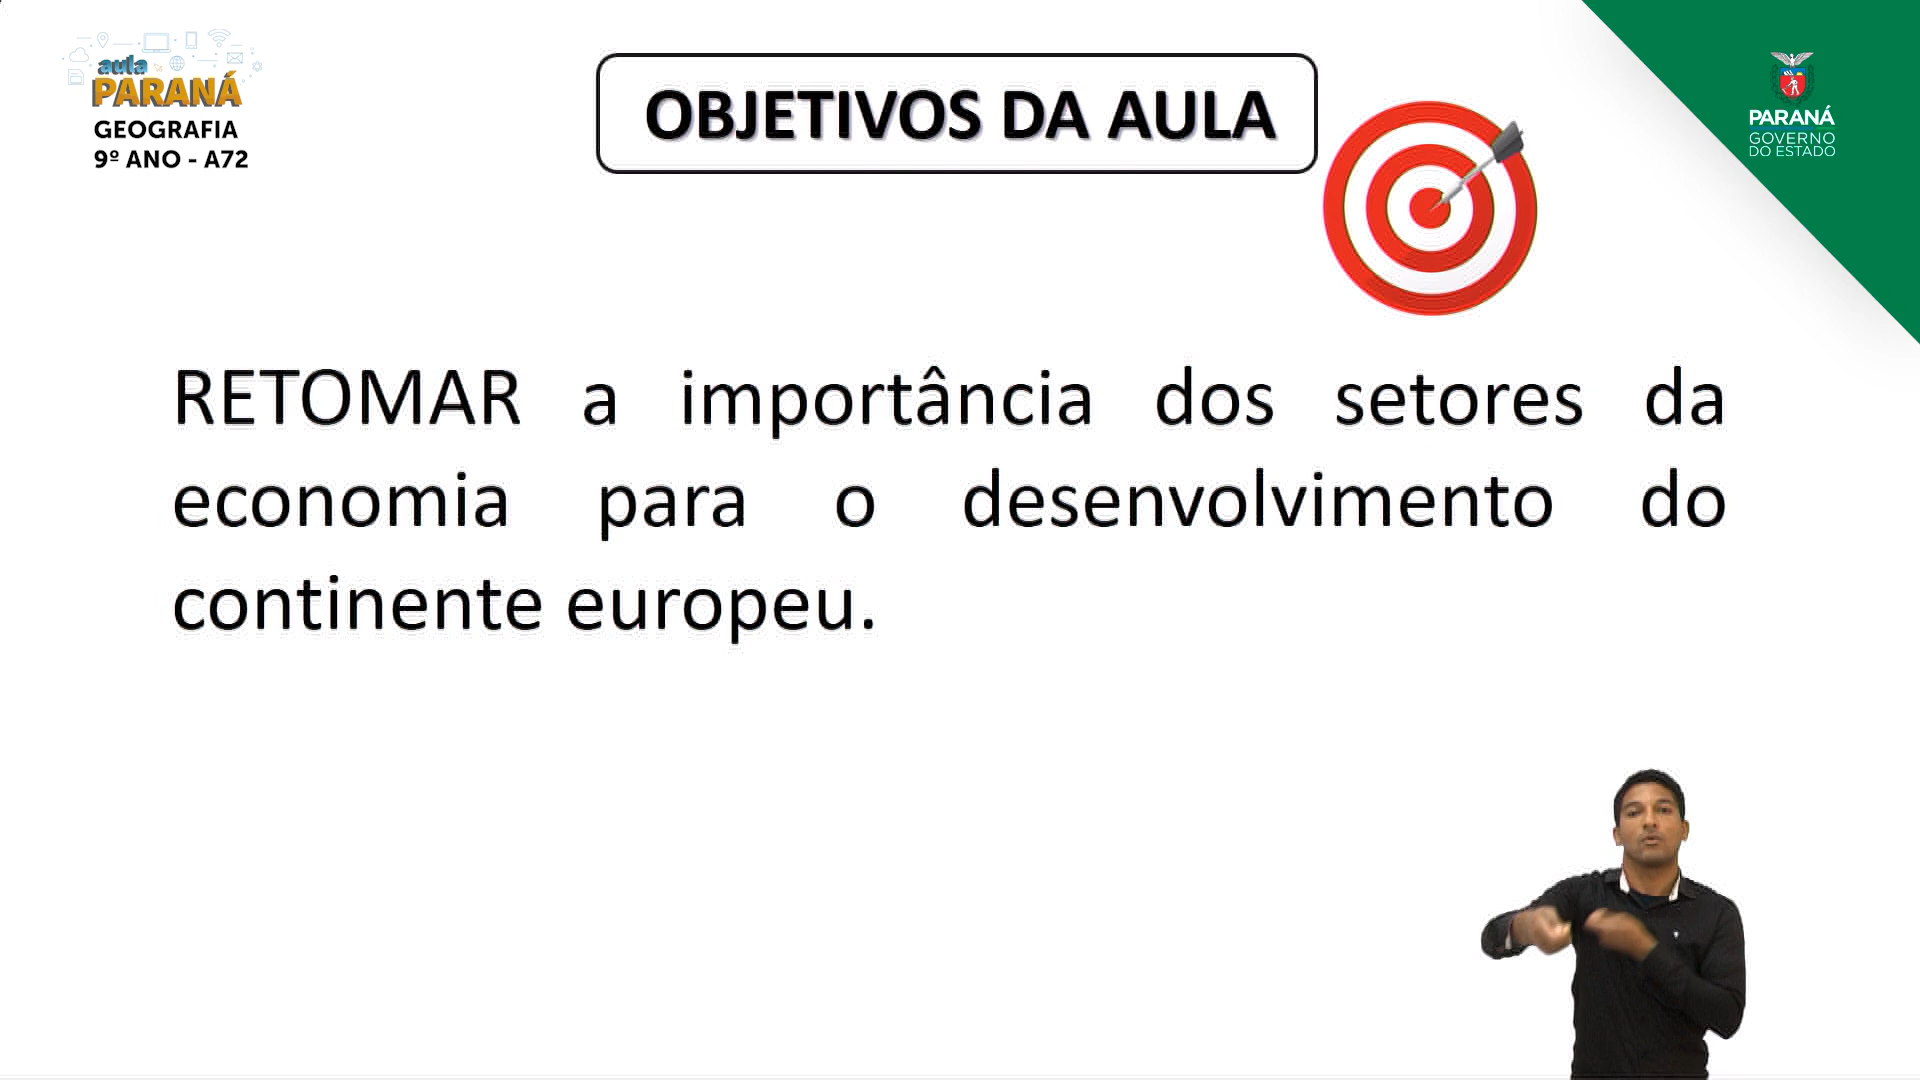 aula
PARANÁ
GEOGRAFIA
9º ANO - A72
OBJETIVOS DA AULA
PARANÁ
GOVERNO
DO ESTADO
RETOMAR a importância dos setores da
economia para o desenvolvimento do
continente europeu.